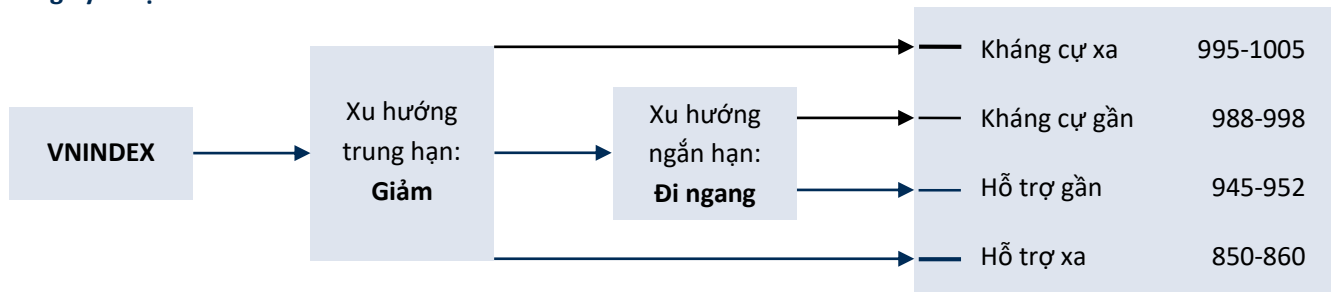 VNINDEX
Xu hướng
trung hạn:
Giảm
Xu hướng
ngắn hạn:
Đi ngang
Kháng cự xa 995-1005
Kháng cự gần 988-998
Hỗ trợ gần 945-952
Hỗ trợ xa 850-860